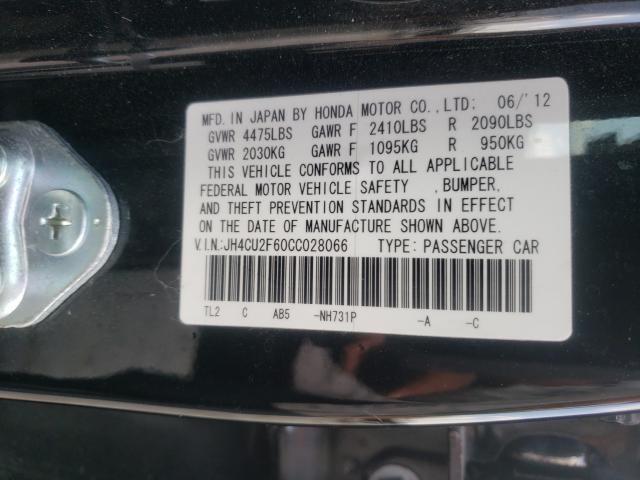 MFD. IN JAPAN BY HONDA MOTOR CO., LTD: 06/'12
GVWR 4475LBS GAWR F 2410LBS R 2090LBS
GVWR 2030KG GAWR F 1095KG R 950KG
THIS VEHICLE CONFORMS TO ALL APPLICABLE
FEDERAL MOTOR VEHICLE SAFETY , BUMPER,
AND THEFT PREVENTION STANDARDS IN EFFECT
ON THE DATE OF MANUFACTURE SHOWN ABOVE.
V.I.N:JH4CU2F60CC028066 TYPE: PASSENGER CAR
TL2 C AB5 -NH731P -A -C